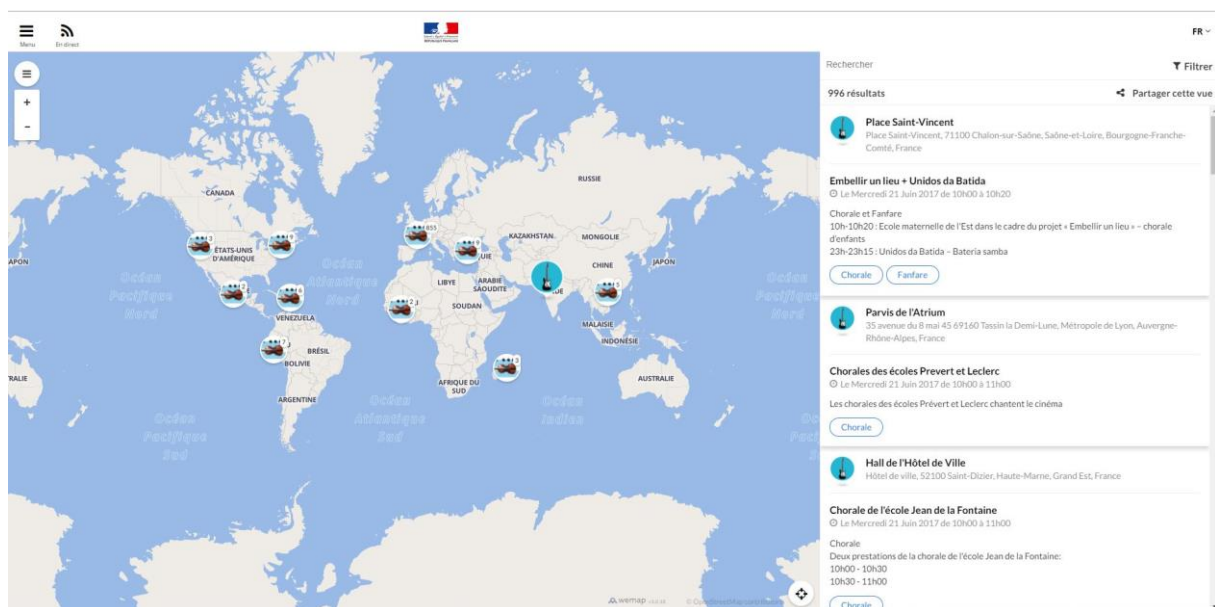 Menu
En direct
FR
+
-
CANADA
ÉTATS-UNIS
D'AMÉRIQUE
VENEZUELA
BRÉSIL
BOLIVIE
ARGENTINE
Océan
Pacifique
Nord
Océan
Atlantique
Nord
Océan
Pacifique
Sud
Océan
Atlantique
Sud
RUSSIE
KAZAKHSTAN
MONGOLIE
CHINE
JAPON
LIBYE
ARABIE
SAOUDITE
SOUDAN
MALAISIE
INDONÉSIE
AFRIQUE DU
SUD
AUSTRALIE
Océan
Indien
wemap
Rechercher
Filtrer
996 résultats
Partager cette vue
Place Saint-Vincent
Place Saint-Vincent, 71100 Chalon-sur-Saône, Saône-et-Loire, Bourgogne-Franche-
Comté, France
Embellir un lieu + Unidos da Batida
Le Mercredi 21 Juin 2017 de 10h00 à 10h20
Chorale et Fanfare
10h-10h20 : Ecole maternelle de l'Est dans le cadre du projet « Embellir un lieu » – chorale
d'enfants
23h-23h15 : Unidos da Batida – Bateria samba
Chorale
Fanfare
Parvis de l'Atrium
35 avenue du 8 mai 45 69160 Tassin la Demi-Lune, Métropole de Lyon, Auvergne-
Rhône-Alpes, France
Chorales des écoles Prevert et Leclerc
Le Mercredi 21 Juin 2017 de 10h00 à 11h00
Les chorales des écoles Prévert et Leclerc chantent le cinéma
Chorale
Hall de l'Hôtel de Ville
Hôtel de ville, 52100 Saint-Dizier, Haute-Marne, Grand Est, France
Chorale de l'école Jean de la Fontaine
Le Mercredi 21 Juin 2017 de 10h00 à 11h00
Chorale
Deux prestations de la chorale de l'école Jean de la Fontaine:
10h00 - 10h30
10h30 - 11h00
Chorale